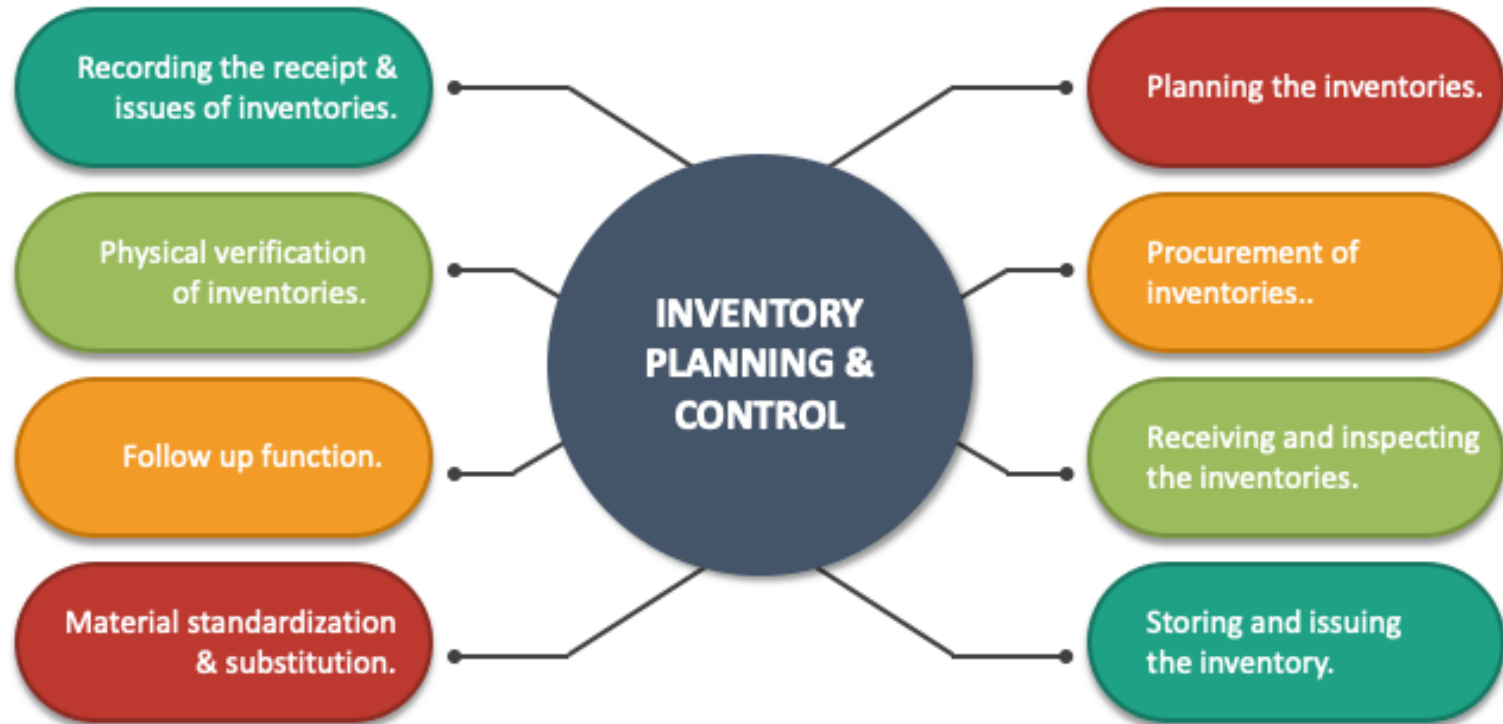 Recording the receipt &
issues of inventories.
Physical verification
of inventories.
Follow up function.
Material standardization
& substitution.
INVENTORY
PLANNING &
CONTROL
Planning the inventories.
Procurement of
inventories..
Receiving and inspecting
the inventories.
Storing and issuing
the inventory.